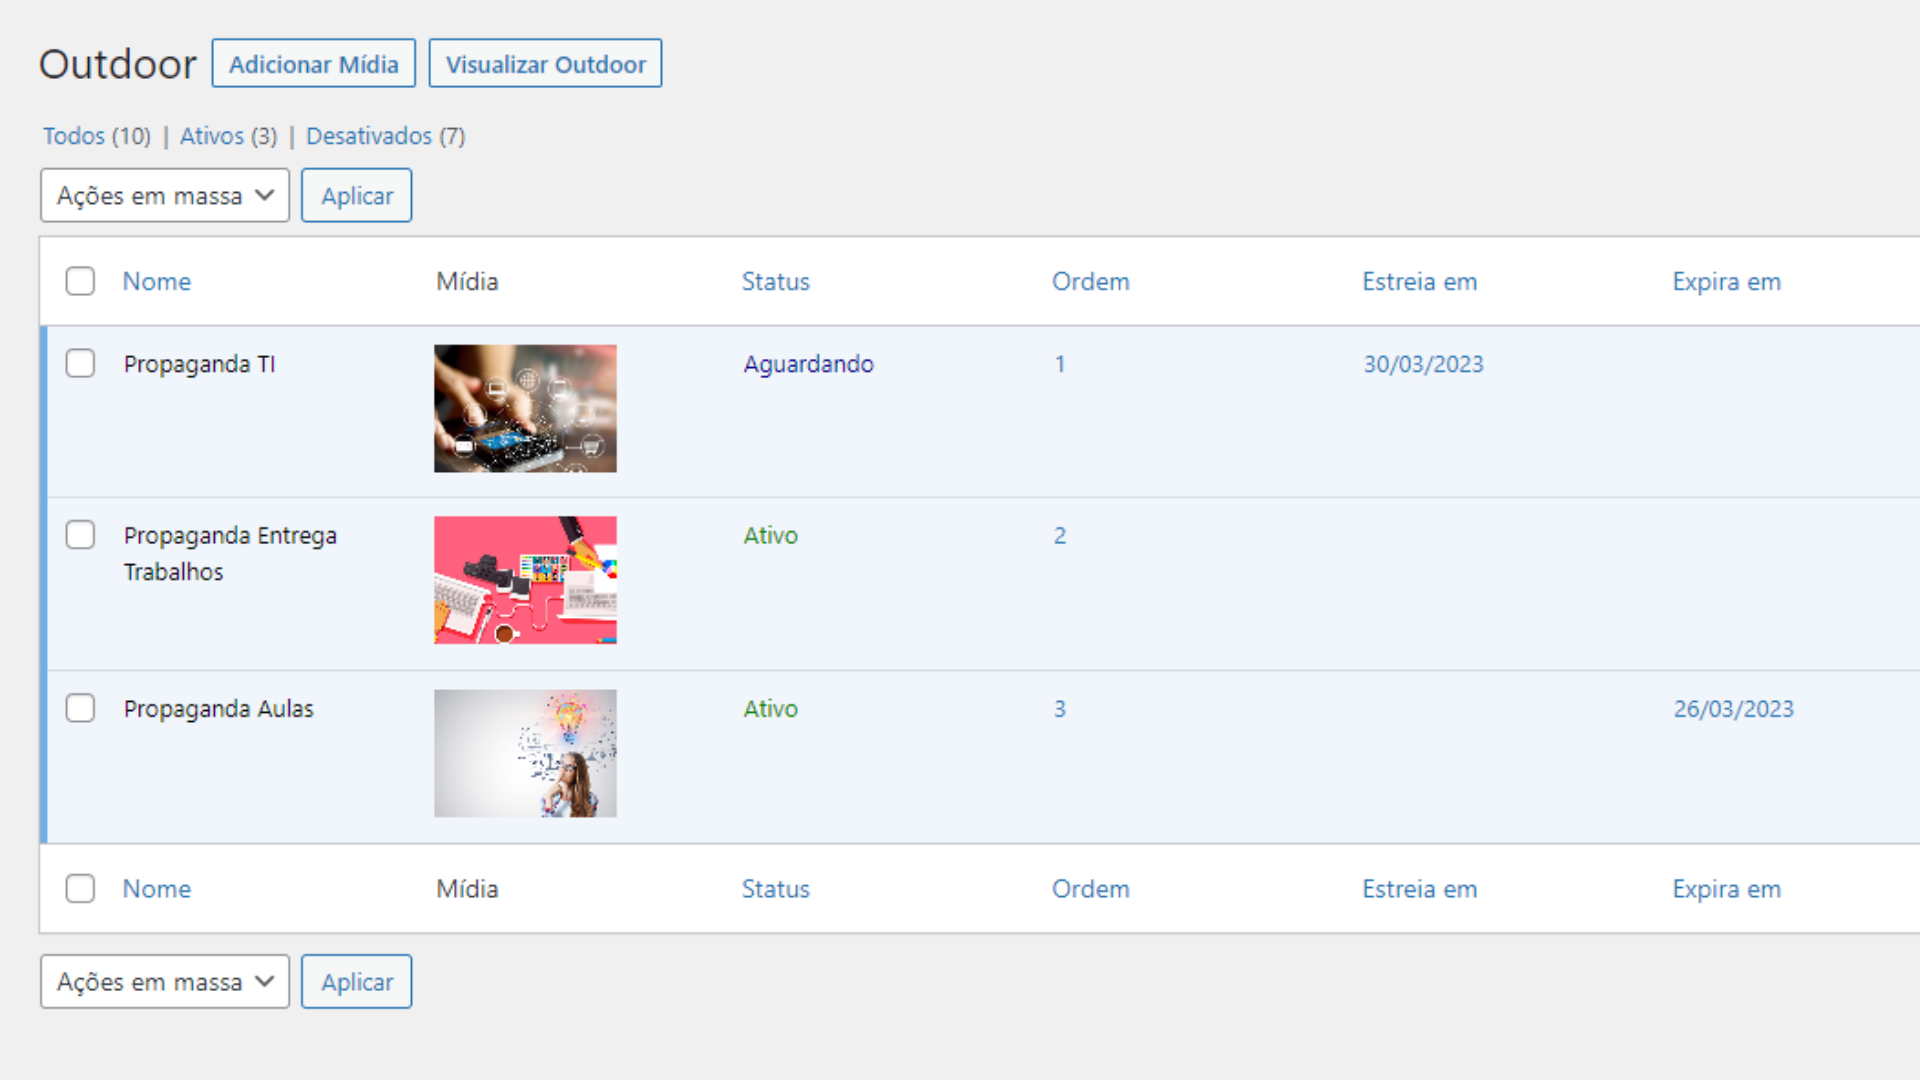 Outdoor Adicionar Mídia Visualizar Outdoor
Todos (10) | Ativos (3) | Desativados (7)
Ações em massa Aplicar
Nome Mídia Status Ordem Estreia em Expira em
Propaganda TI Aguardando 1 30/03/2023
Propaganda Entrega Ativo 2
Trabalhos
Propaganda Aulas Ativo 3 26/03/2023
Nome Mídia Status Ordem Estreia em Expira em
Ações em massa Aplicar